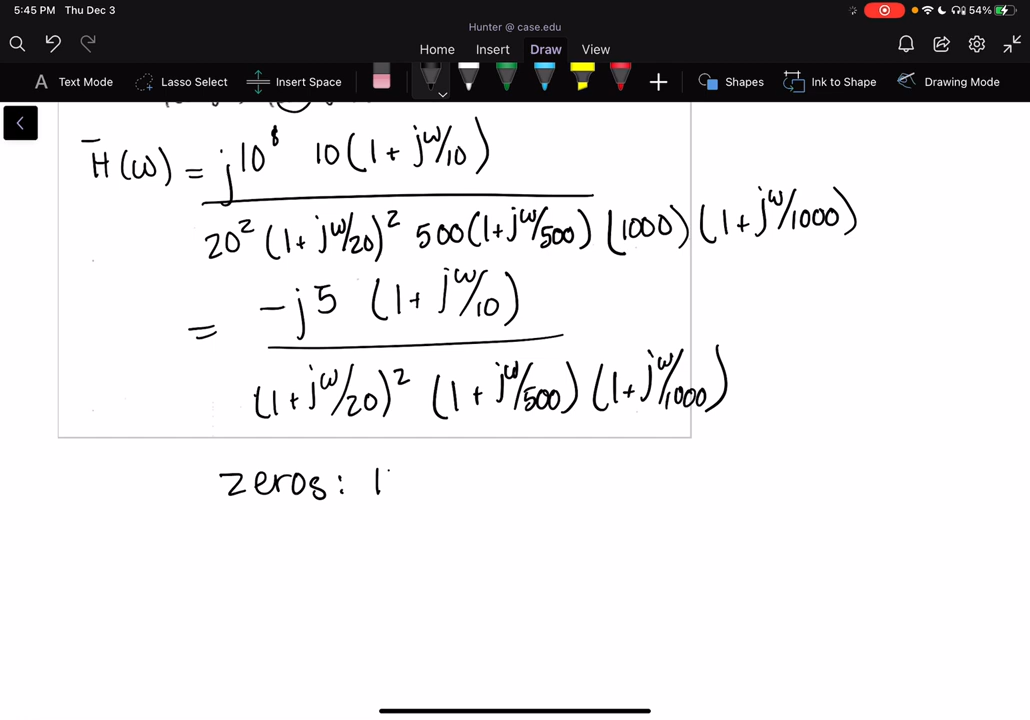 5:45 PM Thu Dec 3
54%
Hunter @ case.edu
Home Insert Draw View
Text Mode Lasso Select Insert Space Shapes Ink to Shape Drawing Mode
H̅(ω) = j10⁸ 10(1+jω/10)
20² (1+jω/20)² 500(1+jω/500) (1000) (1+jω/1000)
= -j5 (1+jω/10)
(1+jω/20)² (1+jω/500) (1+jω/1000)
zeros: 1